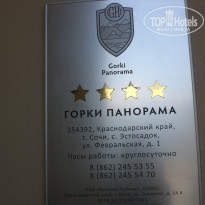 TopHotels
GH
Gorki
Panorama
ГОРКИ ПАНОРАМА
354392, Краснодарский край,
г. Сочи, с. Эстосадок,
ул. Февральская, д. 1
Часы работы: круглосуточно
8 (862) 245 53 55
8 (862) 245 54 70